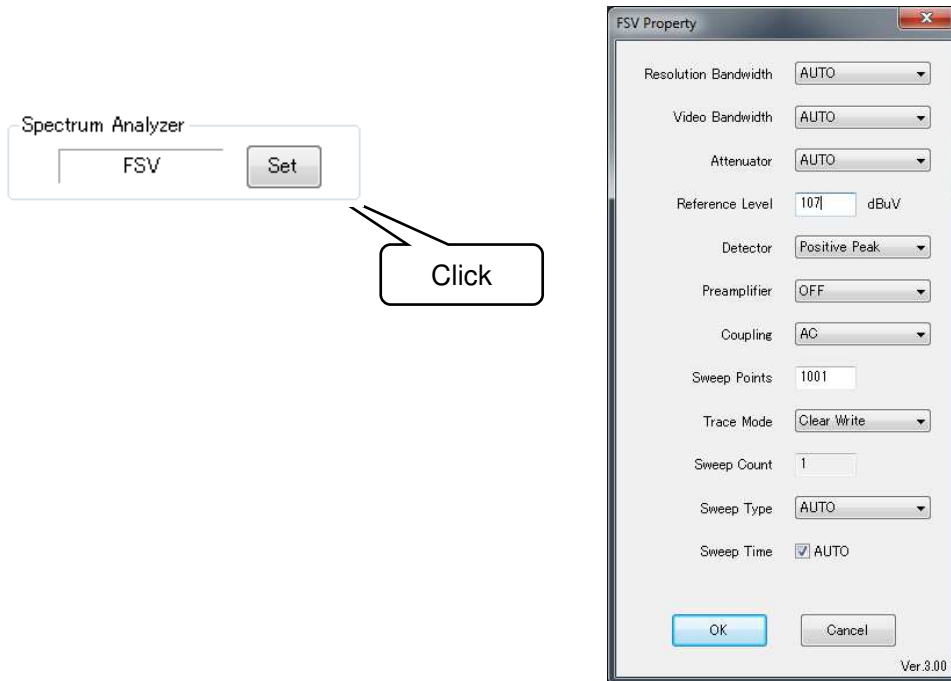 Spectrum Analyzer
FSV Set
Click
FSV Property
Resolution Bandwidth AUTO
Video Bandwidth AUTO
Attenuator AUTO
Reference Level 107 dBuV
Detector Positive Peak
Preamplifier OFF
Coupling AC
Sweep Points 1001
Trace Mode Clear Write
Sweep Count 1
Sweep Type AUTO
Sweep Time AUTO
OK Cancel
Ver.3.00